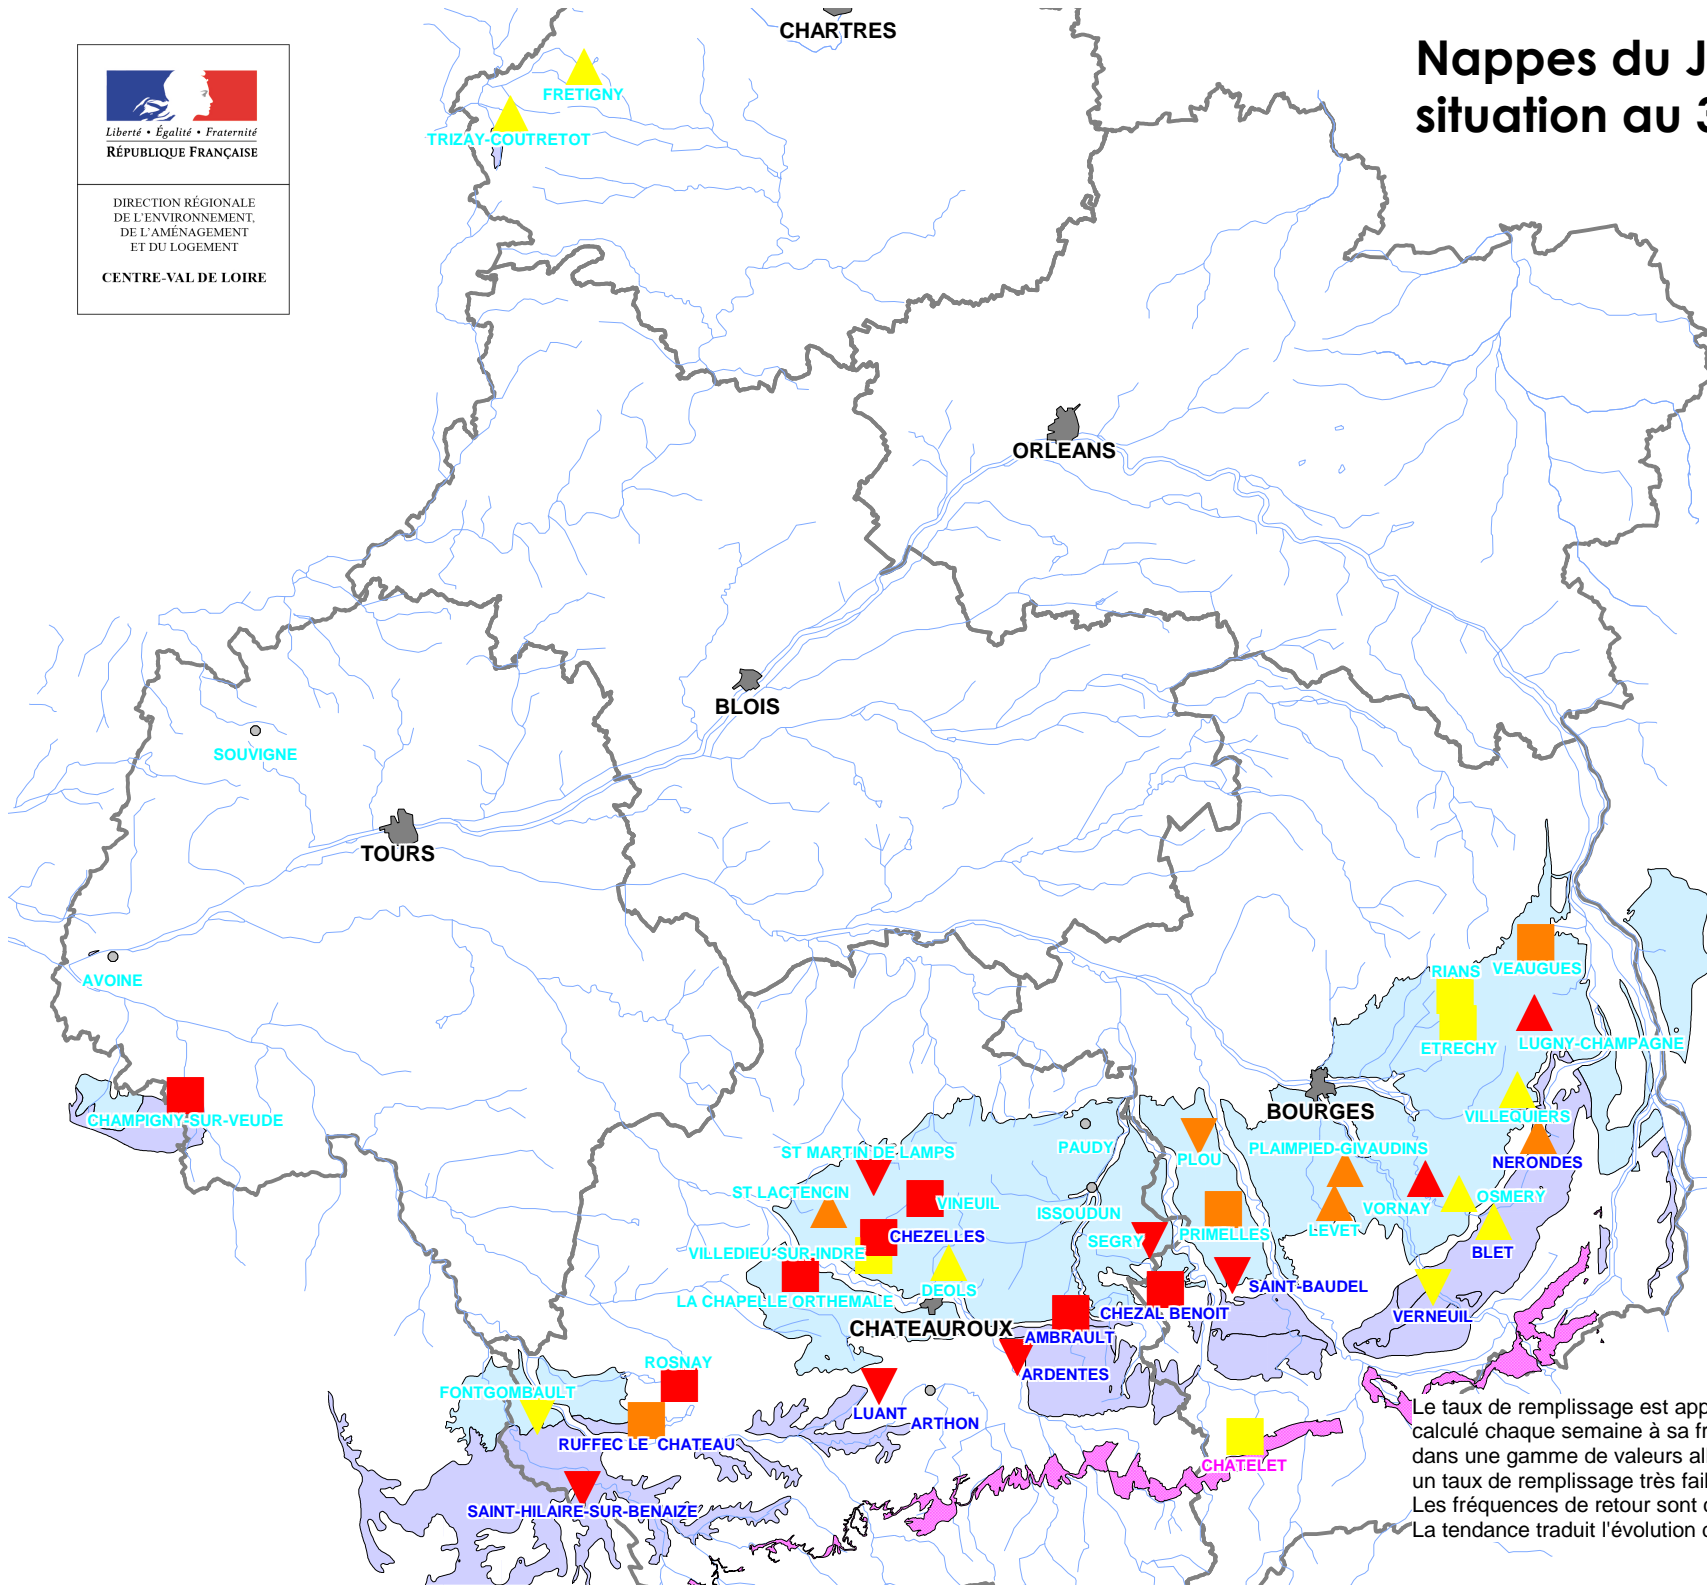 CHARTRES
Nappes du J
situation au 3
FRETIGNY
TRIZAY-COUTRETOT
Liberté • Égalité • Fraternité
RÉPUBLIQUE FRANÇAISE
DIRECTION RÉGIONALE
DE L'ENVIRONNEMENT,
DE L'AMÉNAGEMENT
ET DU LOGEMENT
CENTRE-VAL DE LOIRE
ORLEANS
BLOIS
SOUVIGNE
TOURS
AVOINE
RIANS
VEAUGUES
ETRECHY
LUGNY-CHAMPAGNE
CHAMPIGNY-SUR-VEUDE
BOURGES
VILLEQUIERS
ST MARTIN DE LAMPS
PAUDY
PLOU
PLAIMPIED-GIVAUDINS
NERONDES
ST LACTENCIN
VINEUIL
ISSOUDUN
VORNAY
OSMERY
CHEZELLES
SEGRY
PRIMELLES
LEVET
VILLEDIEU-SUR-INDRE
BLET
DEOLS
SAINT-BAUDEL
LA CHAPELLE ORTHEMALE
CHEZAL BENOIT
VERNEUIL
CHATEAUROUX
AMBRAULT
ROSNAY
ARDENTES
FONTGOMBAULT
LUANT
ARTHON
RUFFEC LE CHATEAU
CHATELET
SAINT-HILAIRE-SUR-BENAIZE
Le taux de remplissage est app
calculé chaque semaine à sa fr
dans une gamme de valeurs all
un taux de remplissage très fail
Les fréquences de retour sont c
La tendance traduit l'évolution d